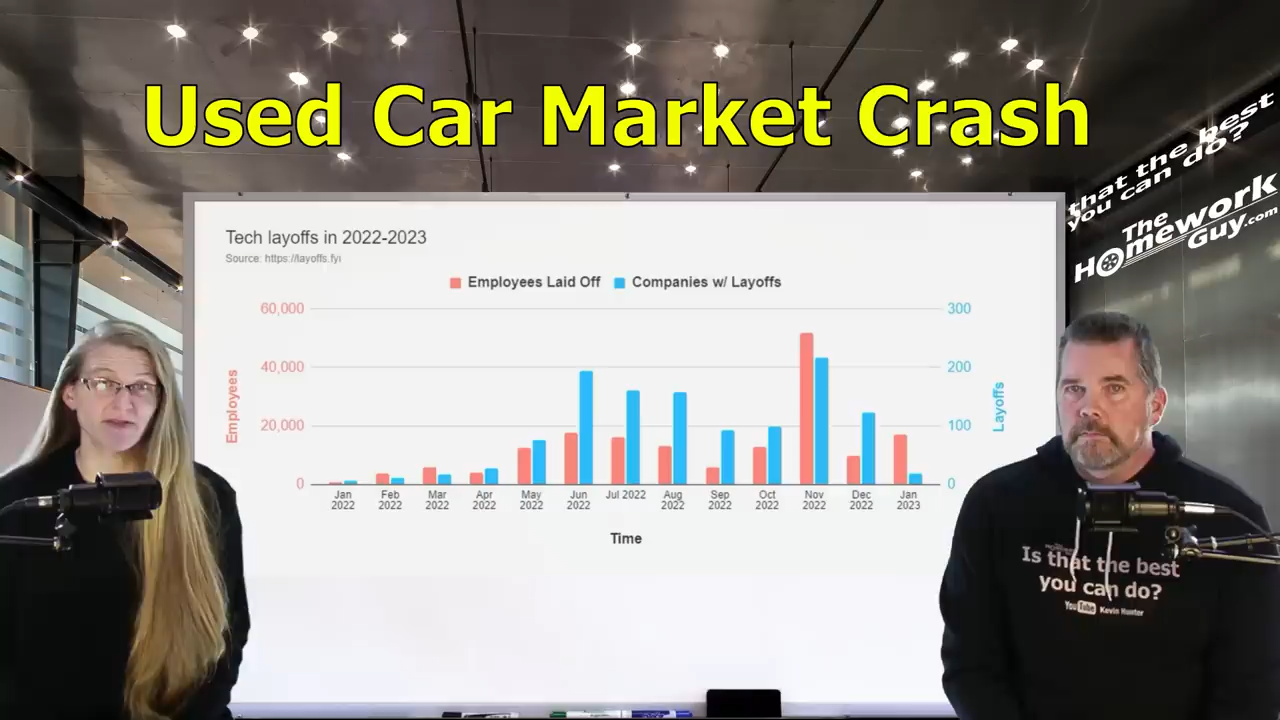 Used Car Market Crash
that the best
you can do?
The
Homework
Guy.com
Tech layoffs in 2022-2023
Source: https://layoffs.fyi
Employees Laid Off
Companies w/ Layoffs
60,000
40,000
20,000
0
Employees
300
200
100
0
Layoffs
Jan 2022
Feb 2022
Mar 2022
Apr 2022
May 2022
Jun 2022
Jul 2022
Aug 2022
Sep 2022
Oct 2022
Nov 2022
Dec 2022
Jan 2023
Time
Is that the best
you can do?
YouTube Kevin Hunter